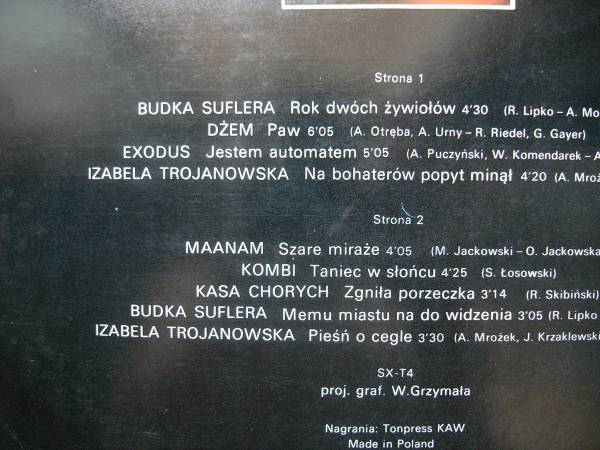 Strona 1
BUDKA SUFLERA Rok dwóch żywiołów 4'30 (R. Lipko – A. Mo
DŻEM Paw 6'05 (A. Otręba, A. Urny – R. Riedel, G. Gayer)
EXODUS Jestem automatem 5'05 (A. Puczyński, W. Komendarek – A
IZABELA TROJANOWSKA Na bohaterów popyt minął 4'20 (A. Mroż
Strona 2
MAANAM Szare miraże 4'05 (M. Jackowski – O. Jackowska
KOMBI Taniec w słońcu 4'25 (S. Łosowski)
KASA CHORYCH Zgniła porzeczka 3'14 (R. Skibiński)
BUDKA SUFLERA Memu miastu na do widzenia 3'05 (R. Lipko
IZABELA TROJANOWSKA Pieśń o cegle 3'30 (A. Mrożek, J. Krzaklewski
SX-T4
proj. graf. W.Grzymała
Nagrania: Tonpress KAW
Made in Poland